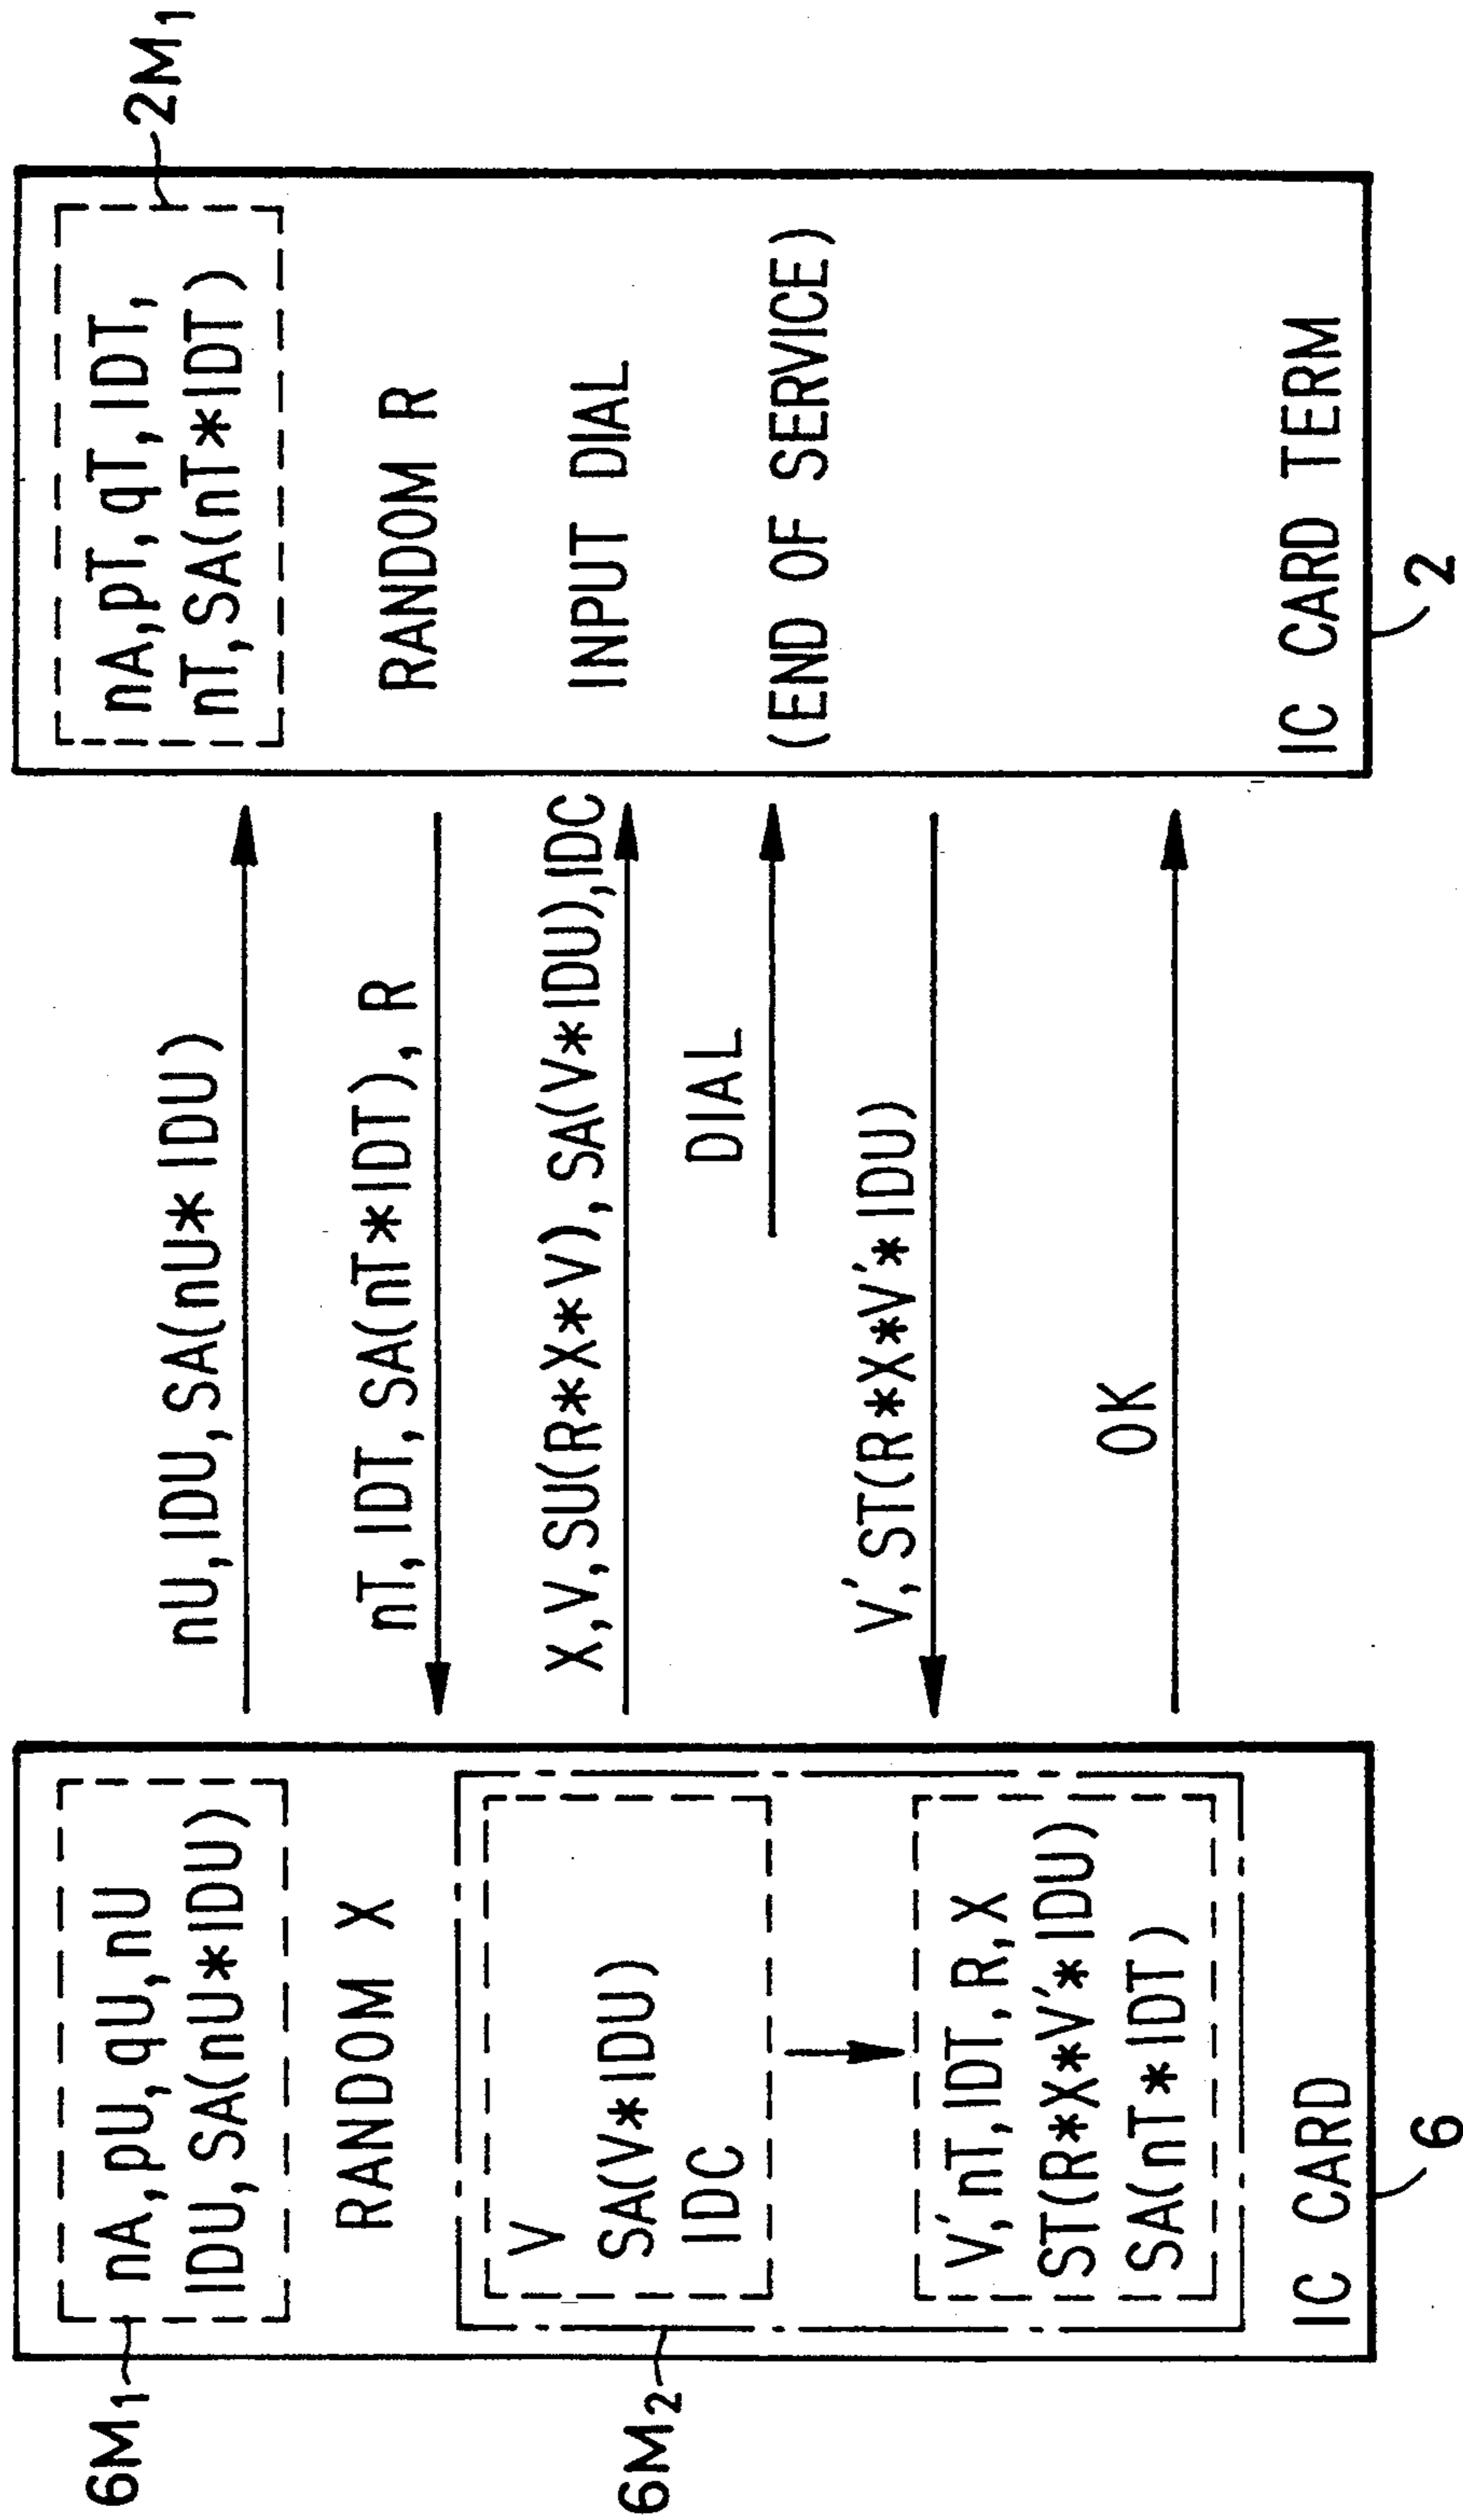 6M1
nA,pU,qU,nU
IDU,SA(nU*IDU)
RANDOM X
6M2
V
SA(V*IDU)
IDC
V',nT,IDT,R,X
ST(R*X*V'*IDU)
SA(nT*IDT)
IC CARD
6
nU,IDU,SA(nU*IDU)
nT,IDT,SA(nT*IDT),R
X,V,SU(R*X*V),SA(V*IDU),IDC
DIAL
V',ST(R*X*V'*IDU)
OK
2M1
nA,pT,qT,IDT,
nT,SA(nT*IDT)
RANDOM R
INPUT DIAL
(END OF SERVICE)
IC CARD TERM
2